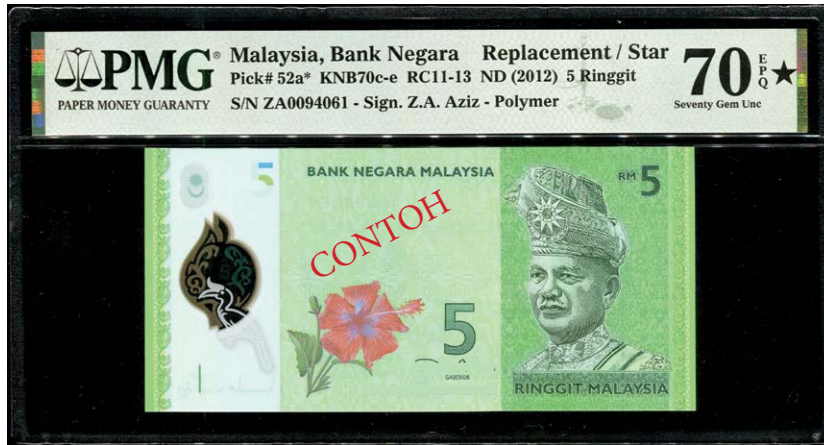 PMG
PAPER MONEY GUARANTY
Malaysia, Bank Negara Replacement / Star
Pick# 52a* KNB70c-e RC11-13 ND (2012) 5 Ringgit
S/N ZA0094061 - Sign. Z.A. Aziz - Polymer
70 EPQ ★
Seventy Gem Unc
5
BANK NEGARA MALAYSIA
RM 5
CONTOH
5
GABENOR
RINGGIT MALAYSIA